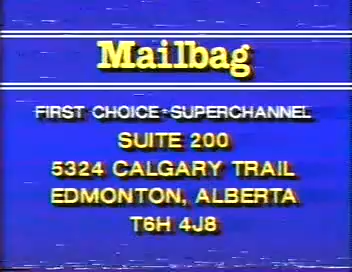 Mailbag
FIRST CHOICE-SUPERCHANNEL
SUITE 200
5324 CALGARY TRAIL
EDMONTON, ALBERTA
T6H 4J8